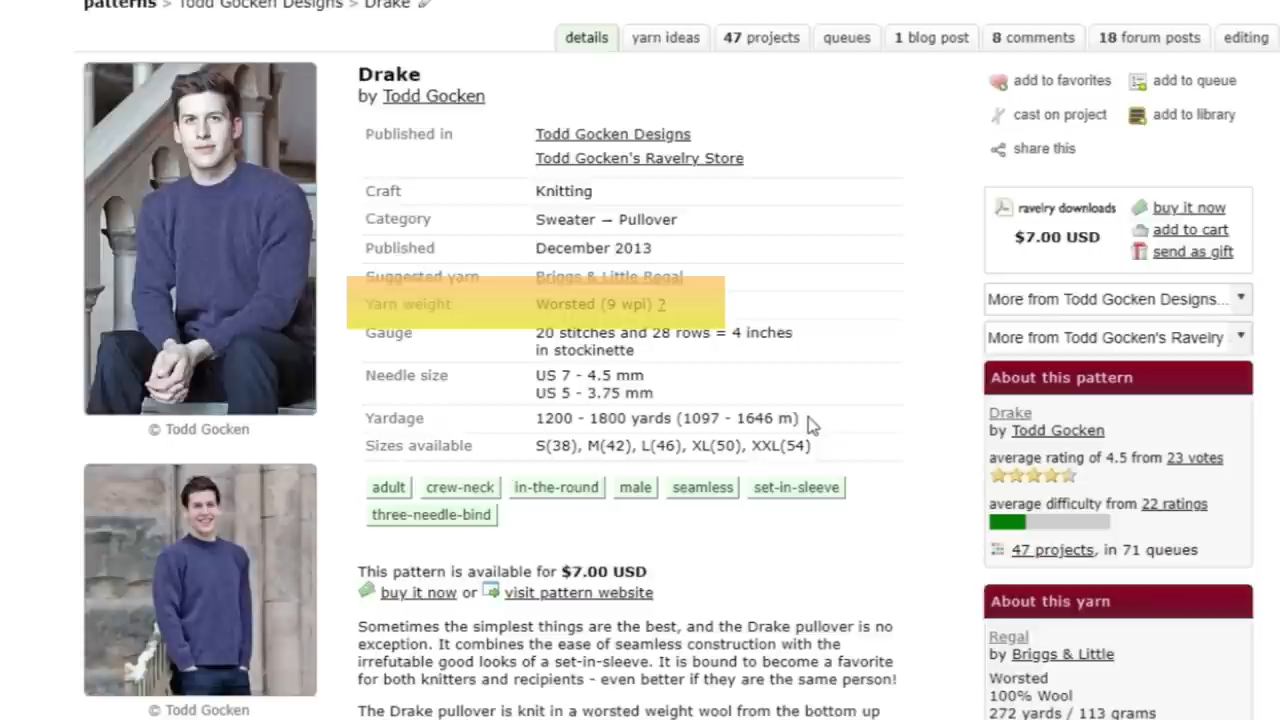 patterns > Todd Gocken Designs > Drake
details
yarn ideas
47 projects
queues
1 blog post
8 comments
18 forum posts
editing
Drake
by Todd Gocken
Published in
Todd Gocken Designs
Todd Gocken's Ravelry Store
Craft
Knitting
Category
Sweater → Pullover
Published
December 2013
Suggested yarn
Briggs & Little Regal
Yarn weight
Worsted (9 wpi) ?
Gauge
20 stitches and 28 rows = 4 inches
in stockinette
Needle size
US 7 - 4.5 mm
US 5 - 3.75 mm
Yardage
1200 - 1800 yards (1097 - 1646 m)
Sizes available
S(38), M(42), L(46), XL(50), XXL(54)
adult
crew-neck
in-the-round
male
seamless
set-in-sleeve
three-needle-bind
This pattern is available for $7.00 USD
buy it now or visit pattern website
Sometimes the simplest things are the best, and the Drake pullover is no
exception. It combines the ease of seamless construction with the
irrefutable good looks of a set-in-sleeve. It is bound to become a favorite
for both knitters and recipients - even better if they are the same person!
The Drake pullover is knit in a worsted weight wool from the bottom up
© Todd Gocken
© Todd Gocken
add to favorites
add to queue
cast on project
add to library
share this
ravelry downloads
$7.00 USD
buy it now
add to cart
send as gift
More from Todd Gocken Designs...
More from Todd Gocken's Ravelry
About this pattern
Drake
by Todd Gocken
average rating of 4.5 from 23 votes
average difficulty from 22 ratings
47 projects, in 71 queues
About this yarn
Regal
by Briggs & Little
Worsted
100% Wool
272 yards / 113 grams